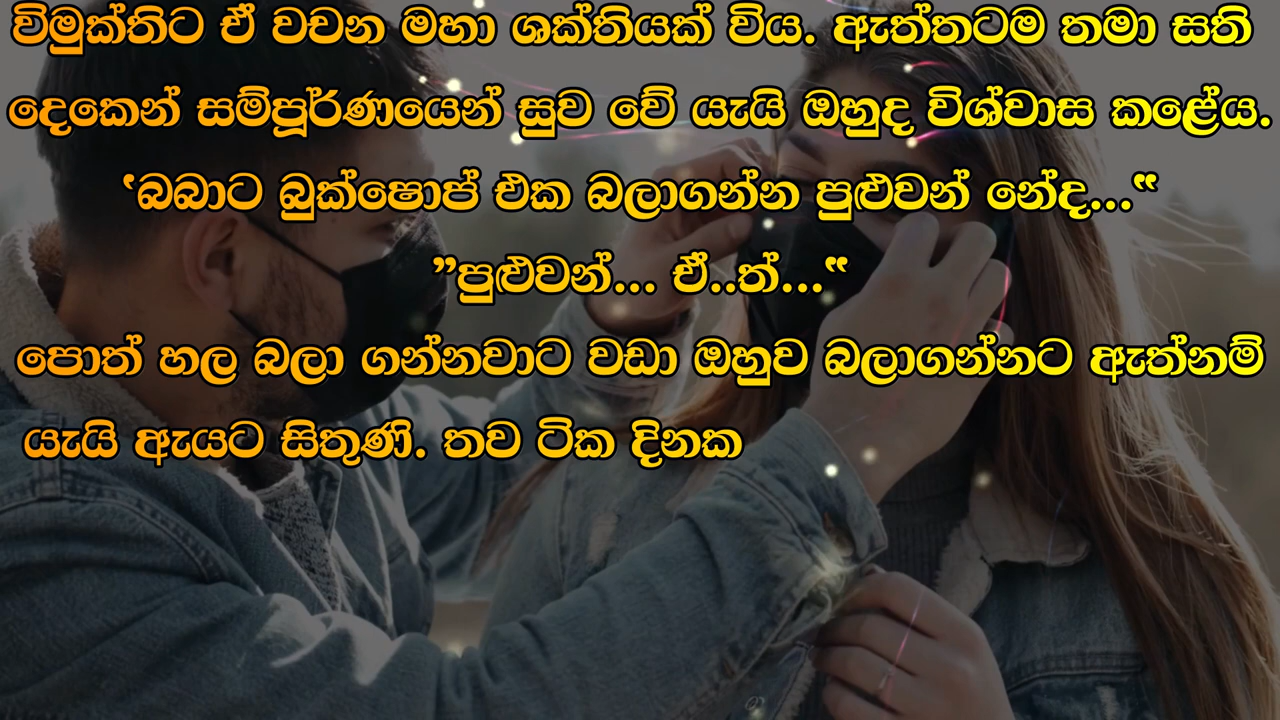 විමුක්තිට ඒ වචන මහා ශක්තියක් විය. ඇත්තටම තමා සති
දෙකෙන් සම්පූර්ණයෙන් සුව වේ යැයි ඔහුද විශ්වාස කළේය.
‛බබාට බුක්ෂොප් එක බලාගන්න පුළුවන් නේද...‟
”පුළුවන්... ඒ..ත්...‟
පොත් හල බලා ගන්නවාට වඩා ඔහුව බලාගන්නට ඇත්නම්
යැයි ඇයට සිතුණි. තව ටික දිනක